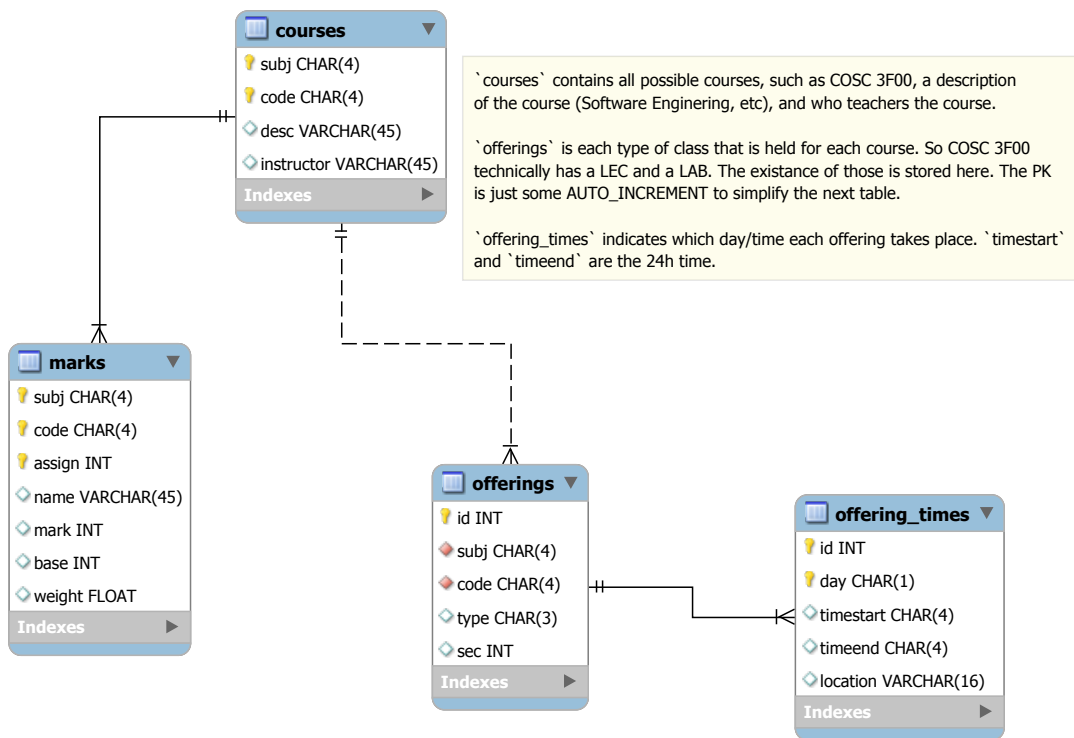 courses
subj CHAR(4)
code CHAR(4)
desc VARCHAR(45)
instructor VARCHAR(45)
Indexes
`courses` contains all possible courses, such as COSC 3F00, a description
of the course (Software Enginering, etc), and who teachers the course.
`offerings` is each type of class that is held for each course. So COSC 3F00
technically has a LEC and a LAB. The existance of those is stored here. The PK
is just some AUTO_INCREMENT to simplify the next table.
`offering_times` indicates which day/time each offering takes place. `timestart`
and `timeend` are the 24h time.
marks
subj CHAR(4)
code CHAR(4)
assign INT
name VARCHAR(45)
mark INT
base INT
weight FLOAT
Indexes
offerings
id INT
subj CHAR(4)
code CHAR(4)
type CHAR(3)
sec INT
Indexes
offering_times
id INT
day CHAR(1)
timestart CHAR(4)
timeend CHAR(4)
location VARCHAR(16)
Indexes